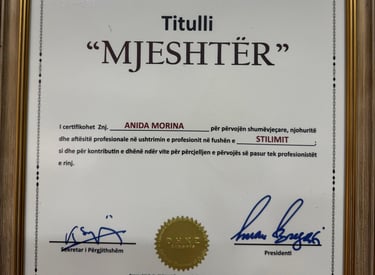 Titulli
“MJESHTËR”
I certifikohet Znj. ANIDA MORINA për përvojën shumëvjeçare, njohuritë
dhe aftësitë profesionale në ushtrimin e profesionit në fushën e STILIMIT ;
si dhe për kontributin e dhënë ndër vite për përcjelljen e përvojës së pasur tek profesionistët
e rinj.
Sekretar i Përgjithshëm
Presidenti